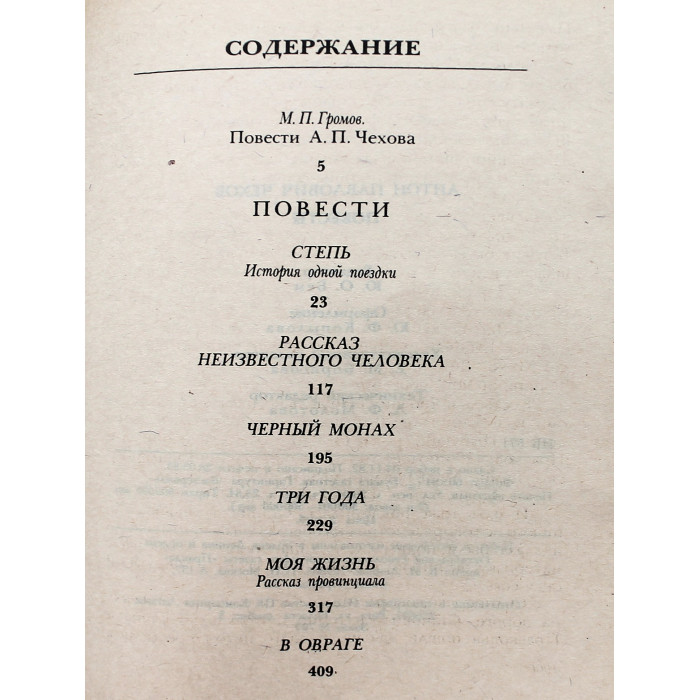 СОДЕРЖАНИЕ
М. П. Громов.
Повести А. П. Чехова
5
ПОВЕСТИ
СТЕПЬ
История одной поездки
23
РАССКАЗ
НЕИЗВЕСТНОГО ЧЕЛОВЕКА
117
ЧЕРНЫЙ МОНАХ
195
ТРИ ГОДА
229
МОЯ ЖИЗНЬ
Рассказ провинциала
317
В ОВРАГЕ
409